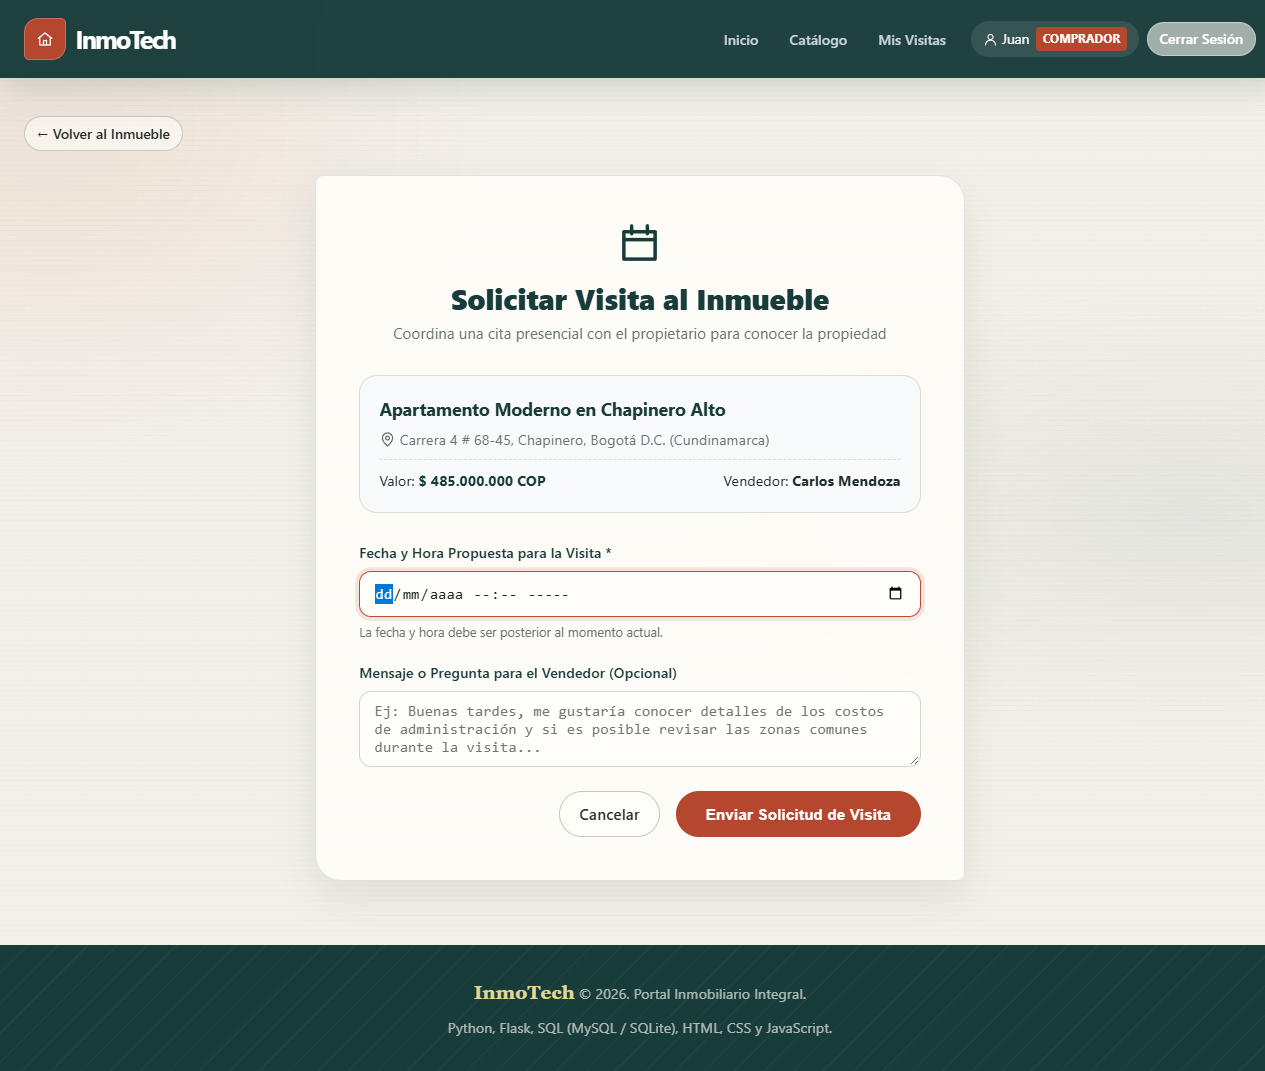 InmoTech
Inicio
Catálogo
Mis Visitas
Juan COMPRADOR
Cerrar Sesión
← Volver al Inmueble
Solicitar Visita al Inmueble
Coordina una cita presencial con el propietario para conocer la propiedad
Apartamento Moderno en Chapinero Alto
Carrera 4 # 68-45, Chapinero, Bogotá D.C. (Cundinamarca)
Valor: $ 485.000.000 COP
Vendedor: Carlos Mendoza
Fecha y Hora Propuesta para la Visita *
dd/mm/aaaa --:-- -----
La fecha y hora debe ser posterior al momento actual.
Mensaje o Pregunta para el Vendedor (Opcional)
Ej: Buenas tardes, me gustaría conocer detalles de los costos
de administración y si es posible revisar las zonas comunes
durante la visita...
Cancelar
Enviar Solicitud de Visita
InmoTech © 2026. Portal Inmobiliario Integral.
Python, Flask, SQL (MySQL / SQLite), HTML, CSS y JavaScript.